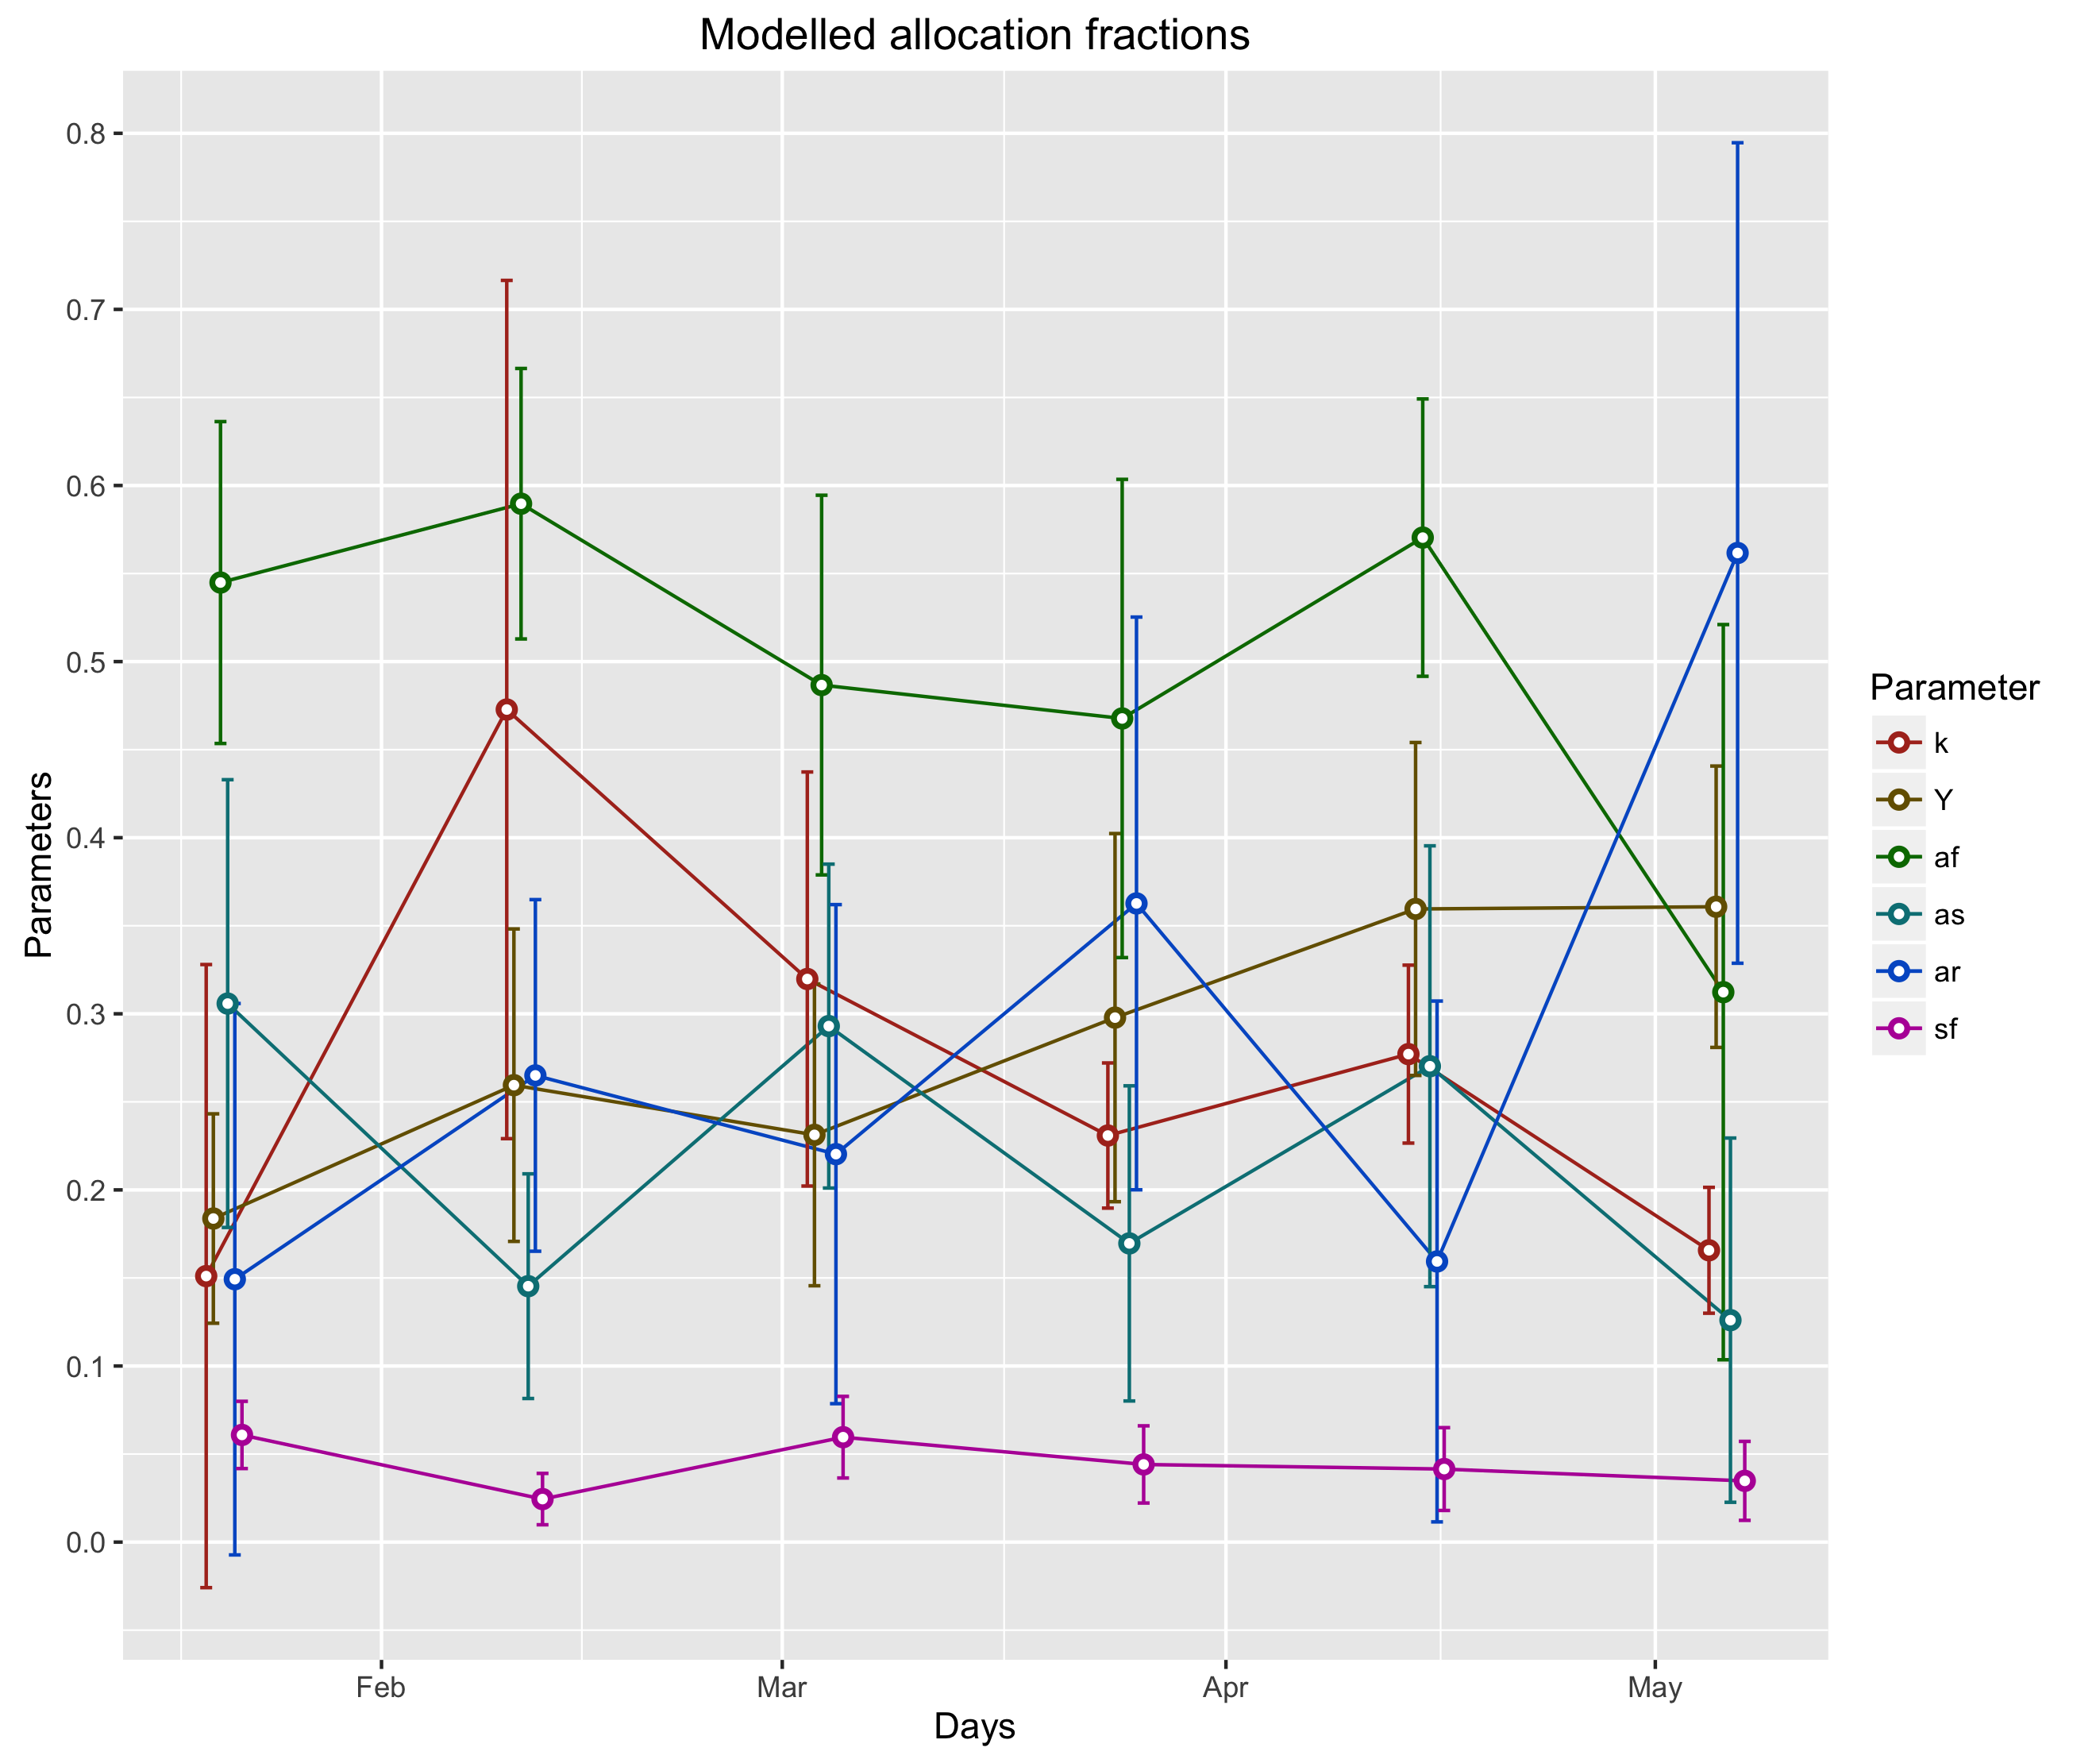 Modelled allocation fractions
0.8
0.7
0.6
0.5
0.4
0.3
0.2
0.1
0.0
Parameters
Feb Mar Apr May
Days
Parameter
k
Y
af
as
ar
sf